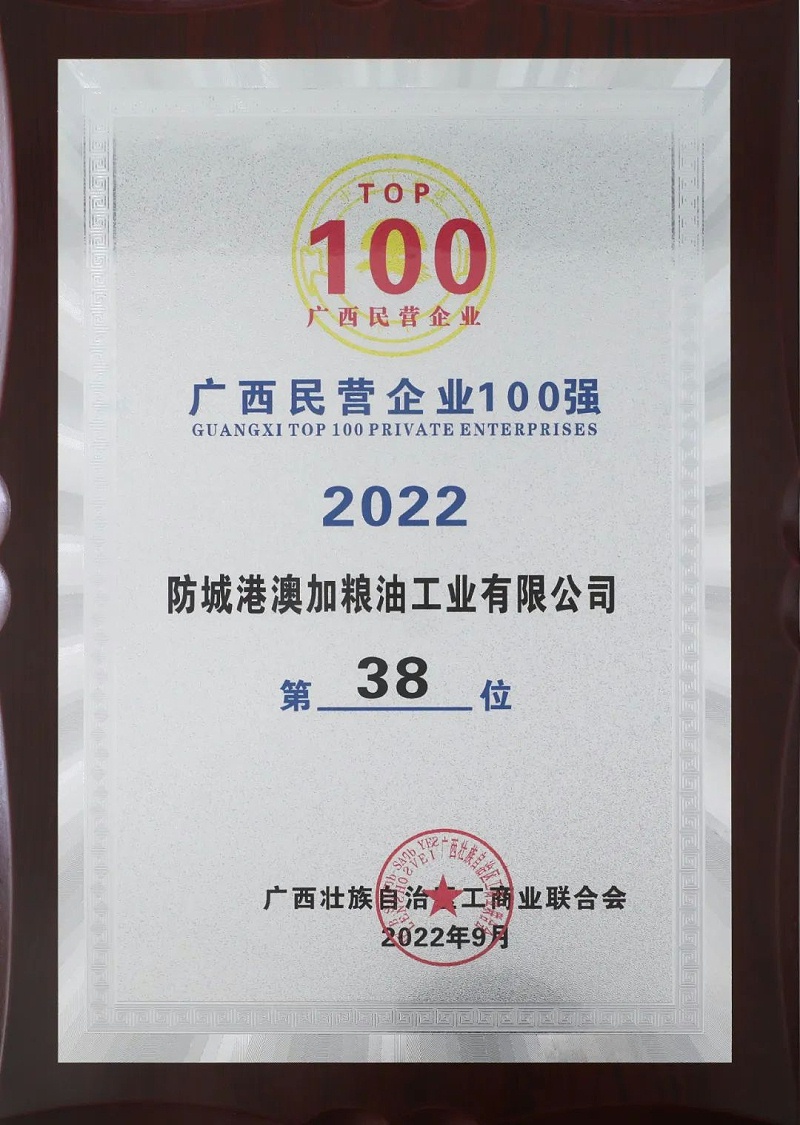 TOP
100
广西民营企业
广西民营企业100强
GUANGXI TOP 100 PRIVATE ENTERPRISES
2022
防城港澳加粮油工业有限公司
第 38 位
广西壮族自治区工商业联合会
2022年9月